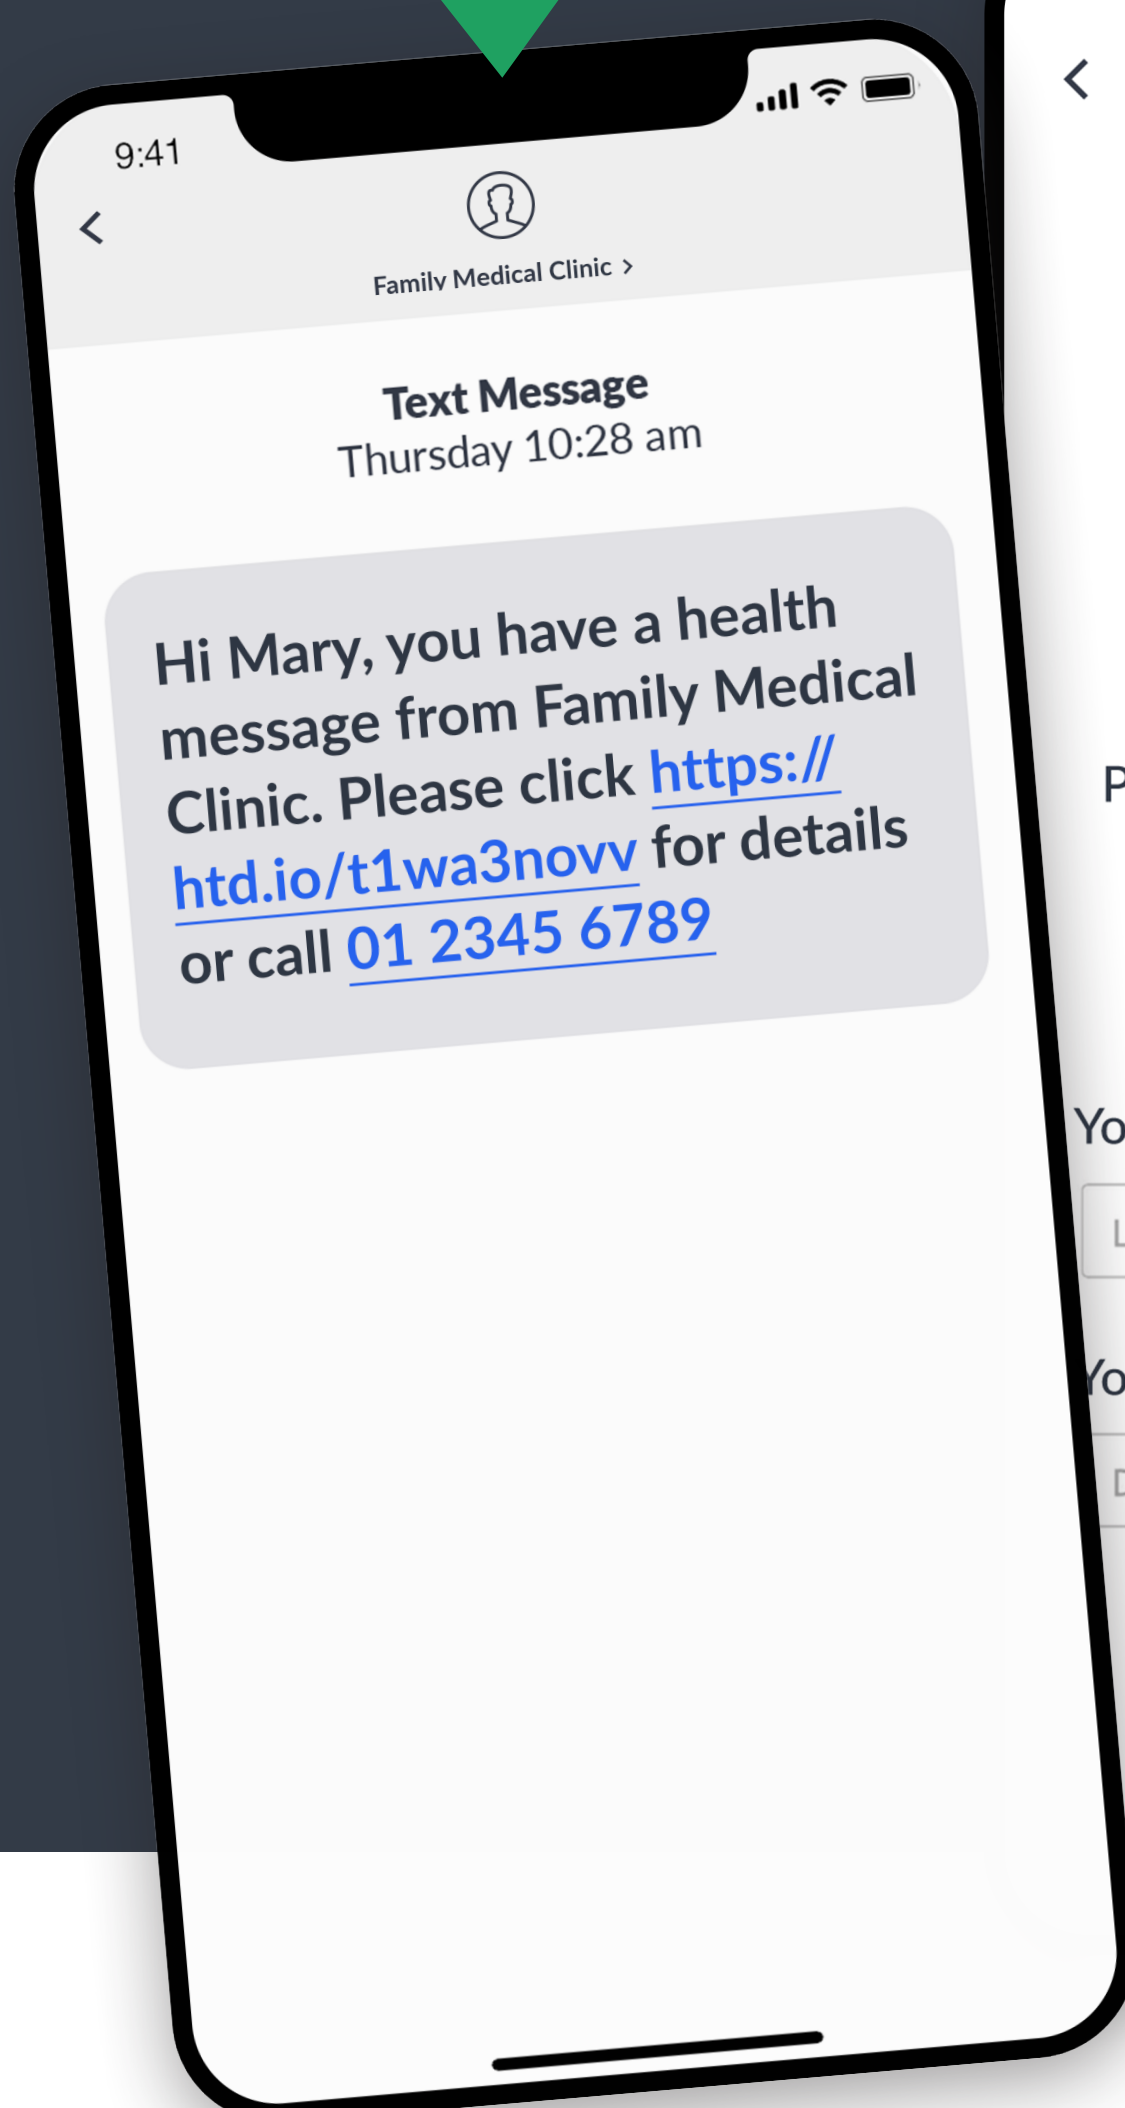 9:41
Family Medical Clinic >
Text Message
Thursday 10:28 am
Hi Mary, you have a health
message from Family Medical
Clinic. Please click https://
htd.io/t1wa3novv for details
or call 01 2345 6789